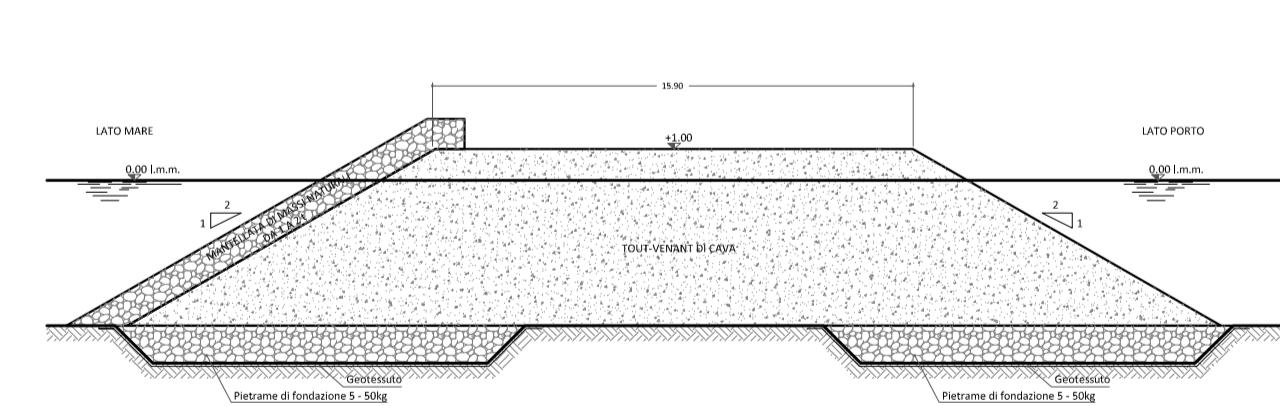 15.90
LATO MARE
+1.00
LATO PORTO
0.00 l.m.m.
0.00 l.m.m.
2
1
MANTELLATA DI MASSI NATURALI
DA 1 A 2t
2
1
TOUT-VENANT DI CAVA
Geotessuto
Pietrame di fondazione 5 - 50kg
Geotessuto
Pietrame di fondazione 5 - 50kg